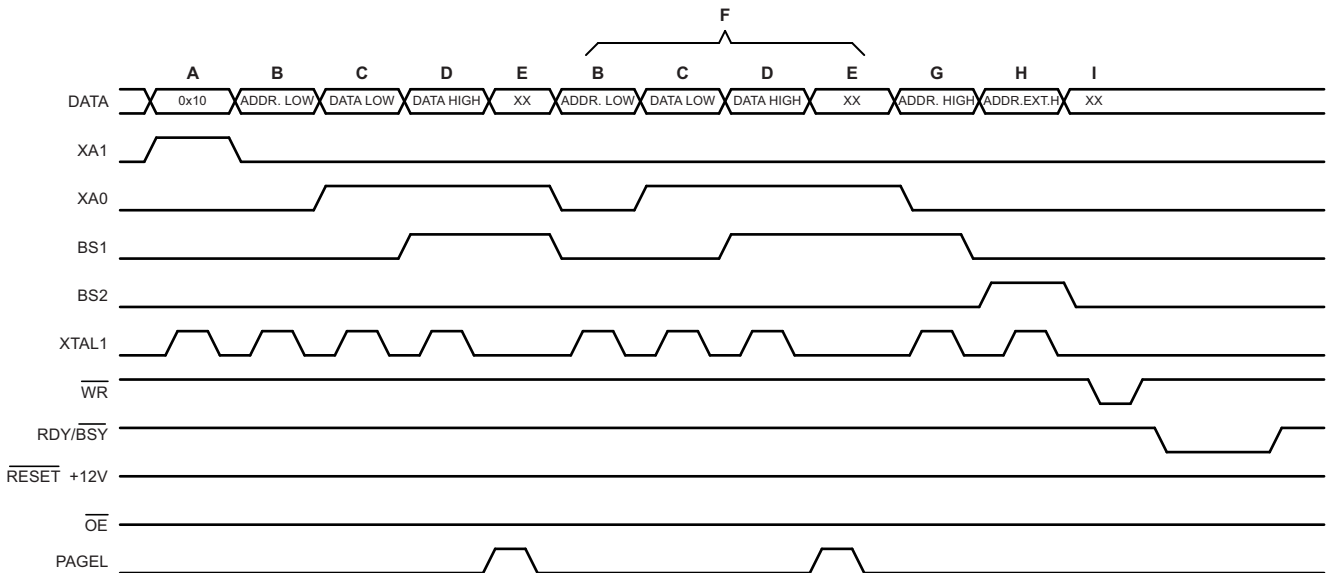 F
A B C D E B C D E G H I
DATA 0x10 ADDR. LOW DATA LOW DATA HIGH XX ADDR. LOW DATA LOW DATA HIGH XX ADDR. HIGH ADDR.EXT.H XX
XA1
XA0
BS1
BS2
XTAL1
WR
RDY/BSY
RESET +12V
OE
PAGEL